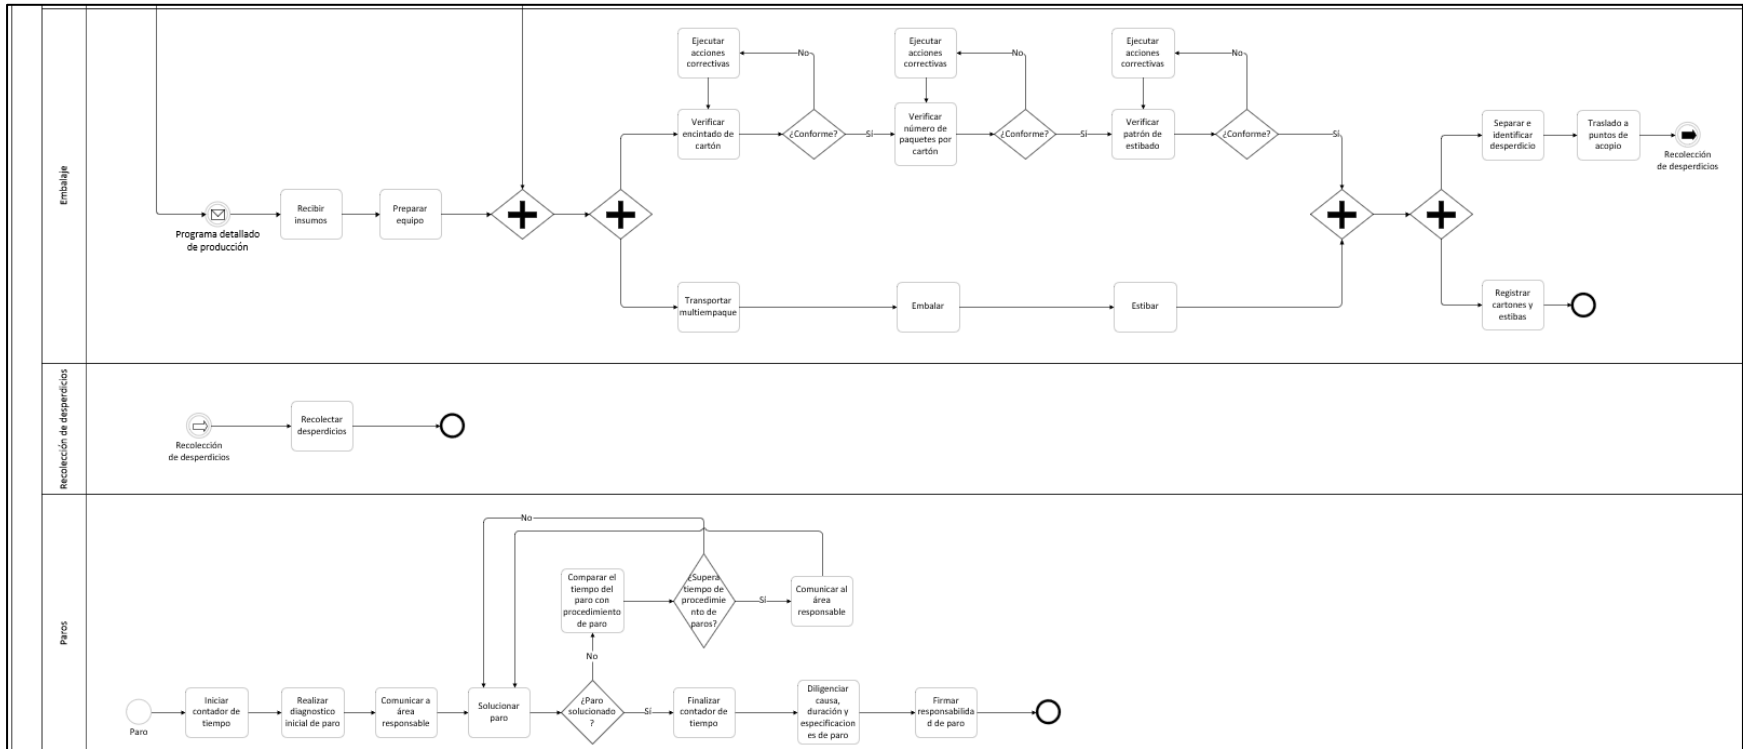 Embalaje
Ejecutar
acciones
correctivas
No
Ejecutar
acciones
correctivas
No
Ejecutar
acciones
correctivas
No
Verificar
encintado de
cartón
¿Conforme?
Sí
Verificar
número de
paquetes por
cartón
¿Conforme?
Sí
Verificar
patrón de
estibado
¿Conforme?
Sí
Separar e
identificar
desperdicio
Traslado a
puntos de
acopio
Recolección
de desperdicios
Programa detallado
de producción
Recibir
insumos
Preparar
equipo
Transportar
multiempaque
Embalar
Estibar
Registrar
cartones y
estibas
Recolección de desperdicios
Recolección
de desperdicios
Recolectar
desperdicios
Paros
No
Comparar el
tiempo del
paro con
procedimiento
de paro
¿Supera
tiempo de
procedimie
nto de
paros?
Sí
Comunicar al
área
responsable
No
Paro
Iniciar
contador de
tiempo
Realizar
diagnostico
inicial de paro
Comunicar a
área
responsable
Solucionar
paro
¿Paro
solucionado
?
Sí
Finalizar
contador de
tiempo
Diligenciar
causa,
duración y
especificacion
es de paro
Firmar
responsabilida
d de paro